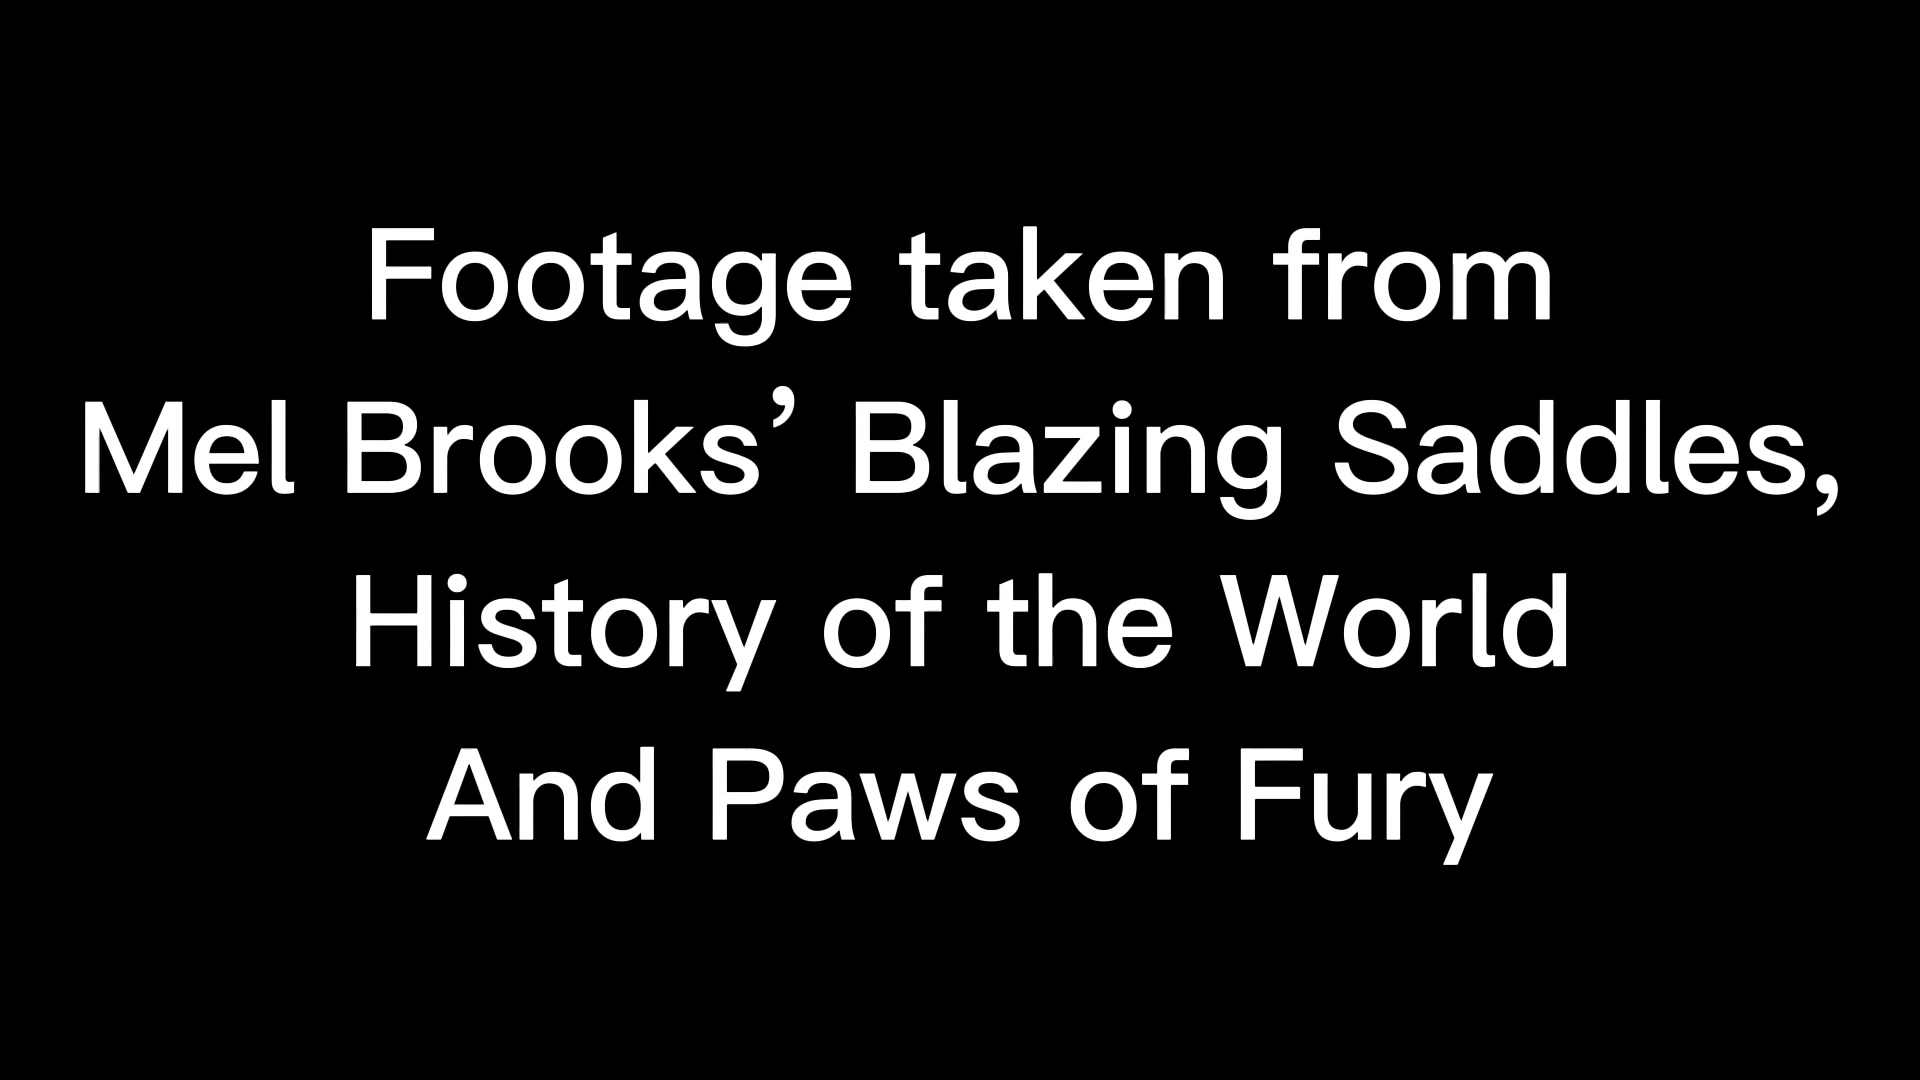 Footage taken from
Mel Brooks’ Blazing Saddles,
History of the World
And Paws of Fury